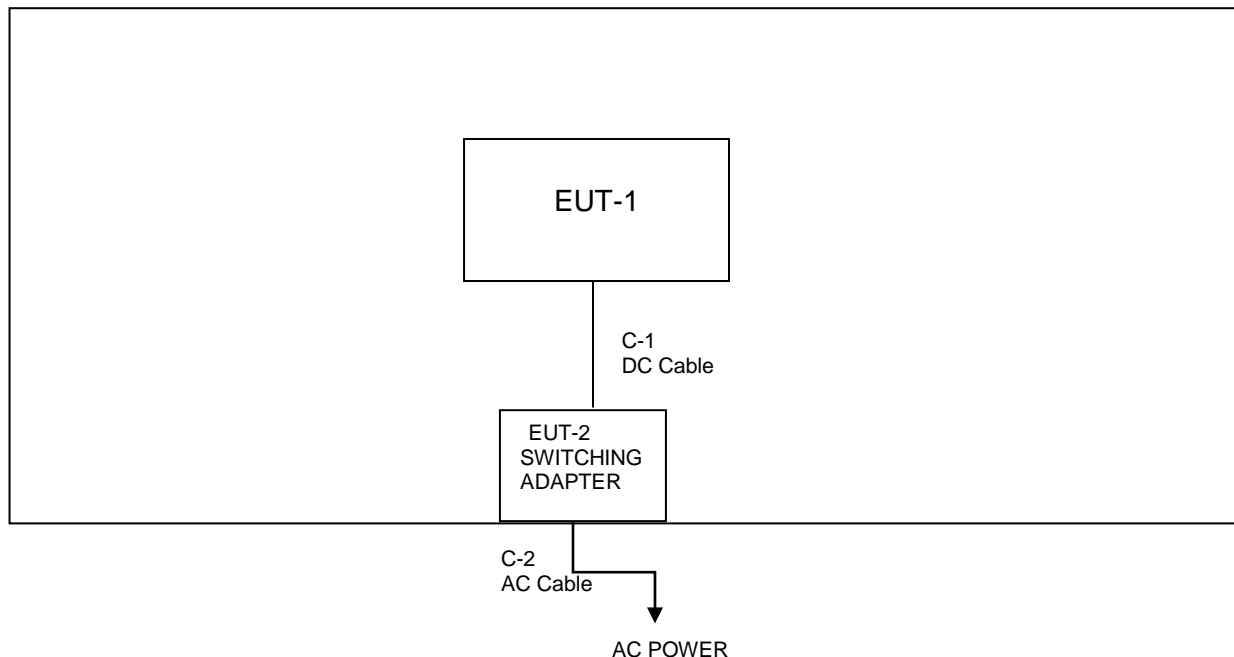 EUT-1
C-1
DC Cable
EUT-2
SWITCHING
ADAPTER
C-2
AC Cable
AC POWER